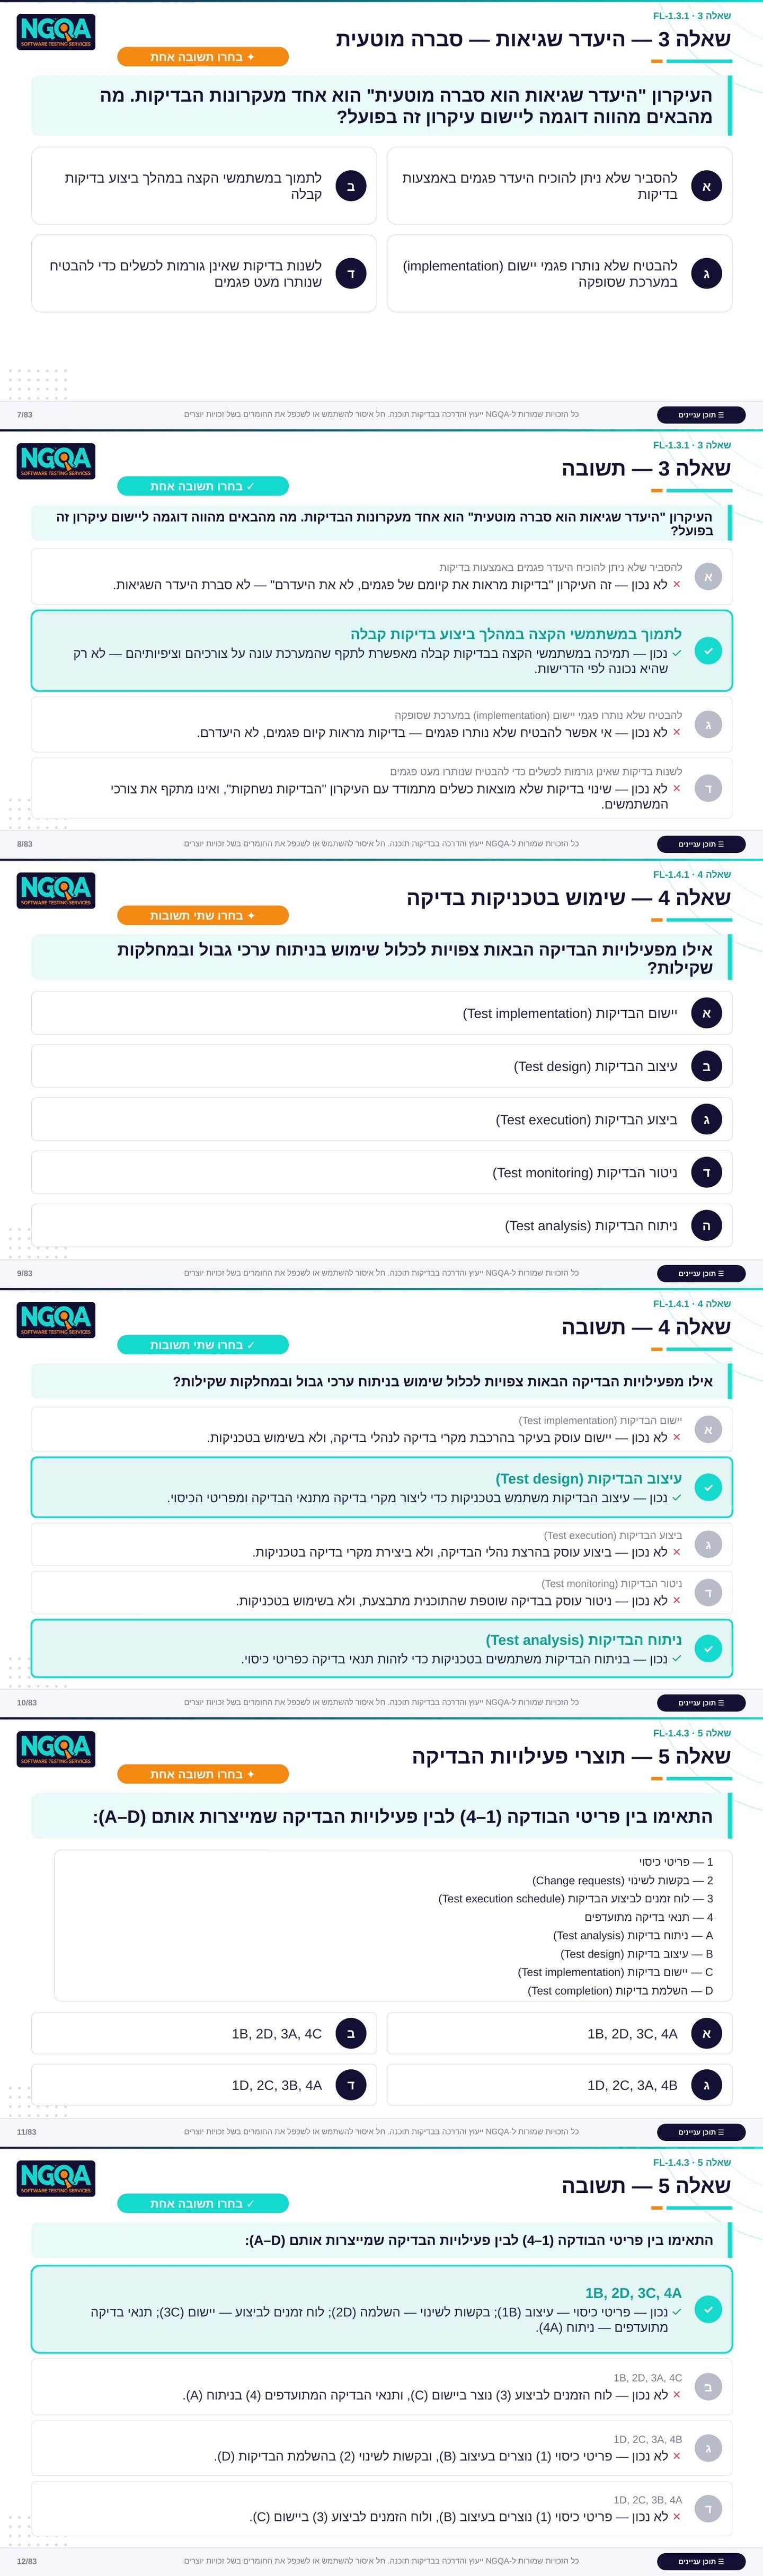 שאלה 3 · FL-1.3.1
שאלה 3 — היעדר שגיאות — סברה מוטעית
NGQA
✦ בחרו תשובה אחת
העיקרון "היעדר שגיאות הוא סברה מוטעית" הוא אחד מעקרונות הבדיקות. מה
מהבאים מהווה דוגמה ליישום עיקרון זה בפועל?
א
להסביר שלא ניתן להוכיח היעדר פגמים באמצעות
בדיקות
ב
לתמוך במשתמשי הקצה במהלך ביצוע בדיקות
קבלה
ג
להבטיח שלא נותרו פגמי יישום (implementation)
במערכת שסופקה
ד
לשנות בדיקות שאינן גורמות לכשלים כדי להבטיח
שנותרו מעט פגמים
☰ תוכן עניינים
כל הזכויות שמורות ל-NGQA ייעוץ והדרכה בבדיקות תוכנה. חל איסור להשתמש או לשכפל את החומרים בשל זכויות יוצרים
7/83
שאלה 3 · FL-1.3.1
שאלה 3 — תשובה
NGQA
SOFTWARE TESTING SERVICES
✓ בחרו תשובה אחת
העיקרון "היעדר שגיאות הוא סברה מוטעית" הוא אחד מעקרונות הבדיקות. מה מהבאים מהווה דוגמה ליישום עיקרון זה
בפועל?
א
להסביר שלא ניתן להוכיח היעדר פגמים באמצעות בדיקות
✕ לא נכון — זה העיקרון "בדיקות מראות את קיומם של פגמים, לא את היעדרם" — לא סברת היעדר השגיאות.
✓
לתמוך במשתמשי הקצה במהלך ביצוע בדיקות קבלה
✓ נכון — תמיכה במשתמשי הקצה בבדיקות קבלה מאפשרת לתקף שהמערכת עונה על צורכיהם וציפיותיהם — לא רק
שהיא נכונה לפי הדרישות.
ג
להבטיח שלא נותרו פגמי יישום (implementation) במערכת שסופקה
✕ לא נכון — אי אפשר להבטיח שלא נותרו פגמים — בדיקות מראות קיום פגמים, לא היעדרם.
ד
לשנות בדיקות שאינן גורמות לכשלים כדי להבטיח שנותרו מעט פגמים
✕ לא נכון — שינוי בדיקות שלא מוצאות כשלים מתמודד עם העיקרון "הבדיקות נשחקות", ואינו מתקף את צורכי
המשתמשים.
☰ תוכן עניינים
כל הזכויות שמורות ל-NGQA ייעוץ והדרכה בבדיקות תוכנה. חל איסור להשתמש או לשכפל את החומרים בשל זכויות יוצרים
8/83
שאלה 4 · FL-1.4.1
שאלה 4 — שימוש בטכניקות בדיקה
NGQA
SOFTWARE TESTING SERVICES
✦ בחרו שתי תשובות
אילו מפעילויות הבדיקה הבאות צפויות לכלול שימוש בניתוח ערכי גבול ובמחלקות
שקילות?
א
יישום הבדיקות (Test implementation)
ב
עיצוב הבדיקות (Test design)
ג
ביצוע הבדיקות (Test execution)
ד
ניטור הבדיקות (Test monitoring)
ה
ניתוח הבדיקות (Test analysis)
☰ תוכן עניינים
כל הזכויות שמורות ל-NGQA ייעוץ והדרכה בבדיקות תוכנה. חל איסור להשתמש או לשכפל את החומרים בשל זכויות יוצרים
9/83
שאלה 4 · FL-1.4.1
שאלה 4 — תשובה
NGQA
SOFTWARE TESTING SERVICES
✓ בחרו שתי תשובות
אילו מפעילויות הבדיקה הבאות צפויות לכלול שימוש בניתוח ערכי גבול ובמחלקות שקילות?
א
יישום הבדיקות (Test implementation)
✕ לא נכון — יישום עוסק בעיקר בהרכבת מקרי בדיקה לנהלי בדיקה, ולא בשימוש בטכניקות.
✓
עיצוב הבדיקות (Test design)
✓ נכון — עיצוב הבדיקות משתמש בטכניקות כדי ליצור מקרי בדיקה מתנאי הבדיקה ומפריטי הכיסוי.
ג
ביצוע הבדיקות (Test execution)
✕ לא נכון — ביצוע עוסק בהרצת נהלי הבדיקה, ולא ביצירת מקרי בדיקה בטכניקות.
ד
ניטור הבדיקות (Test monitoring)
✕ לא נכון — ניטור עוסק בבדיקה שוטפת שהתוכנית מתבצעת, ולא בשימוש בטכניקות.
✓
ניתוח הבדיקות (Test analysis)
✓ נכון — בניתוח הבדיקות משתמשים בטכניקות כדי לזהות תנאי בדיקה כפריטי כיסוי.
☰ תוכן עניינים
כל הזכויות שמורות ל-NGQA ייעוץ והדרכה בבדיקות תוכנה. חל איסור להשתמש או לשכפל את החומרים בשל זכויות יוצרים
10/83
שאלה 5 · FL-1.4.3
שאלה 5 — תוצרי פעילויות הבדיקה
NGQA
SOFTWARE TESTING SERVICES
✦ בחרו תשובה אחת
התאימו בין פריטי הבודקה (1–4) לבין פעילויות הבדיקה שמייצרות אותם (A–D):
1 — פריטי כיסוי
2 — בקשות לשינוי (Change requests)
3 — לוח זמנים לביצוע הבדיקות (Test execution schedule)
4 — תנאי בדיקה מתועדפים
A — ניתוח בדיקות (Test analysis)
B — עיצוב בדיקות (Test design)
C — יישום בדיקות (Test implementation)
D — השלמת בדיקות (Test completion)
א
1B, 2D, 3C, 4A
ב
1B, 2D, 3A, 4C
ג
1D, 2C, 3A, 4B
ד
1D, 2C, 3B, 4A
☰ תוכן עניינים
כל הזכויות שמורות ל-NGQA ייעוץ והדרכה בבדיקות תוכנה. חל איסור להשתמש או לשכפל את החומרים בשל זכויות יוצרים
11/83
שאלה 5 · FL-1.4.3
שאלה 5 — תשובה
NGQA
SOFTWARE TESTING SERVICES
✓ בחרו תשובה אחת
התאימו בין פריטי הבודקה (1–4) לבין פעילויות הבדיקה שמייצרות אותם (A–D):
✓
1B, 2D, 3C, 4A
✓ נכון — פריטי כיסוי — עיצוב (1B); בקשות לשינוי — השלמה (2D); לוח זמנים לביצוע — יישום (3C); תנאי בדיקה
מתועדפים — ניתוח (4A).
ב
1B, 2D, 3A, 4C
✕ לא נכון — לוח הזמנים לביצוע (3) נוצר ביישום (C), ותנאי הבדיקה המתועדפים (4) בניתוח (A).
ג
1D, 2C, 3A, 4B
✕ לא נכון — פריטי כיסוי (1) נוצרים בעיצוב (B), ובקשות לשינוי (2) בהשלמת הבדיקות (D).
ד
1D, 2C, 3B, 4A
✕ לא נכון — פריטי כיסוי (1) נוצרים בעיצוב (B), ולוח הזמנים לביצוע (3) ביישום (C).
☰ תוכן עניינים
כל הזכויות שמורות ל-NGQA ייעוץ והדרכה בבדיקות תוכנה. חל איסור להשתמש או לשכפל את החומרים בשל זכויות יוצרים
12/83